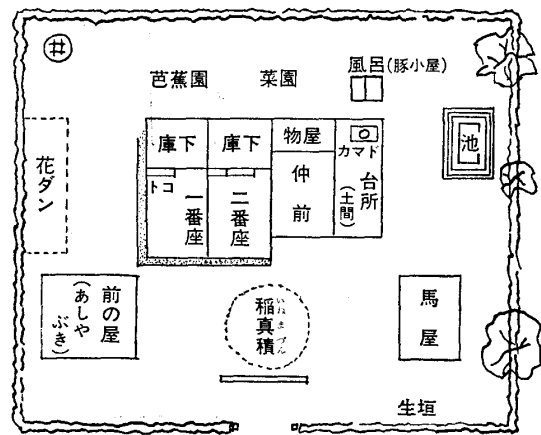 井
芭蕉園
菜園
風呂(豚小屋)
花ダン
庫下
庫下
物屋
カマド
池
トコ
一番座
二番座
仲前
台所
(土間)
前の屋
(あしやぶき)
稲真積
いねまづん
馬屋
生垣